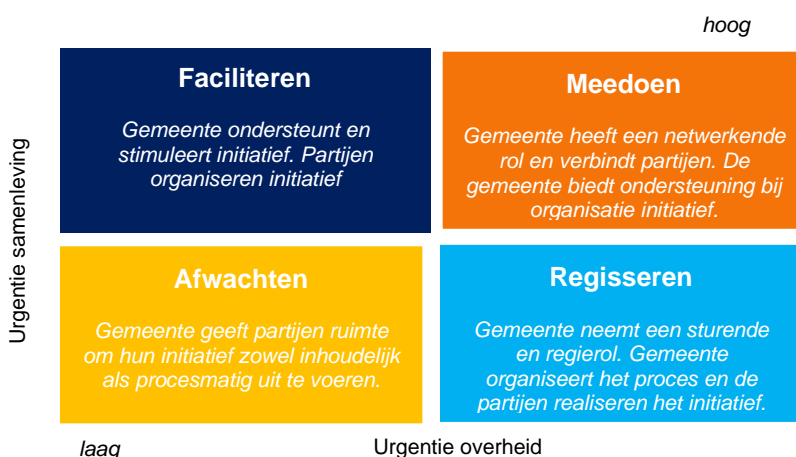 hoog
Faciliteren
Gemeente ondersteunt en
stimuleert initiatief. Partijen
organiseren initiatief
Meedoen
Gemeente heeft een netwerkende
rol en verbindt partijen. De
gemeente biedt ondersteuning bij
organisatie initiatief.
Urgentie samenleving
Afwachten
Gemeente geeft partijen ruimte
om hun initiatief zowel inhoudelijk
als procesmatig uit te voeren.
Regisseren
Gemeente neemt een sturende
en regierol. Gemeente
organiseert het proces en de
partijen realiseren het initiatief.
laag
Urgentie overheid